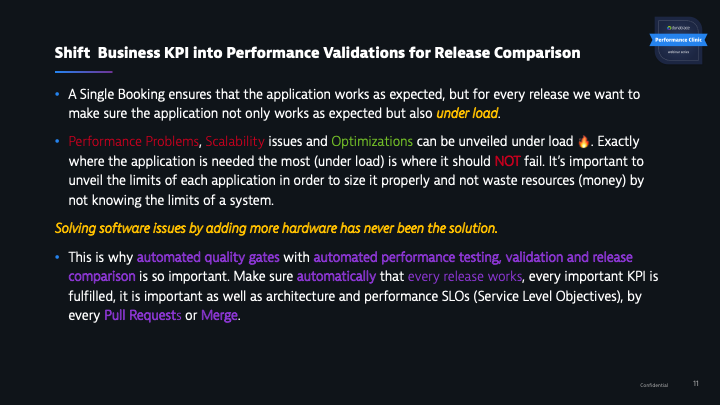 Shift Business KPI into Performance Validations for Release Comparison
dynatrace
Performance Clinic
webinar series
• A Single Booking ensures that the application works as expected, but for every release we want to
make sure the application not only works as expected but also under load.
• Performance Problems, Scalability issues and Optimizations can be unveiled under load 🔥. Exactly
where the application is needed the most (under load) is where it should NOT fail. It's important to
unveil the limits of each application in order to size it properly and not waste resources (money) by
not knowing the limits of a system.
Solving software issues by adding more hardware has never been the solution.
• This is why automated quality gates with automated performance testing, validation and release
comparison is so important. Make sure automatically that every release works, every important KPI is
fulfilled, it is important as well as architecture and performance SLOs (Service Level Objectives), by
every Pull Requests or Merge.
Confidential
11